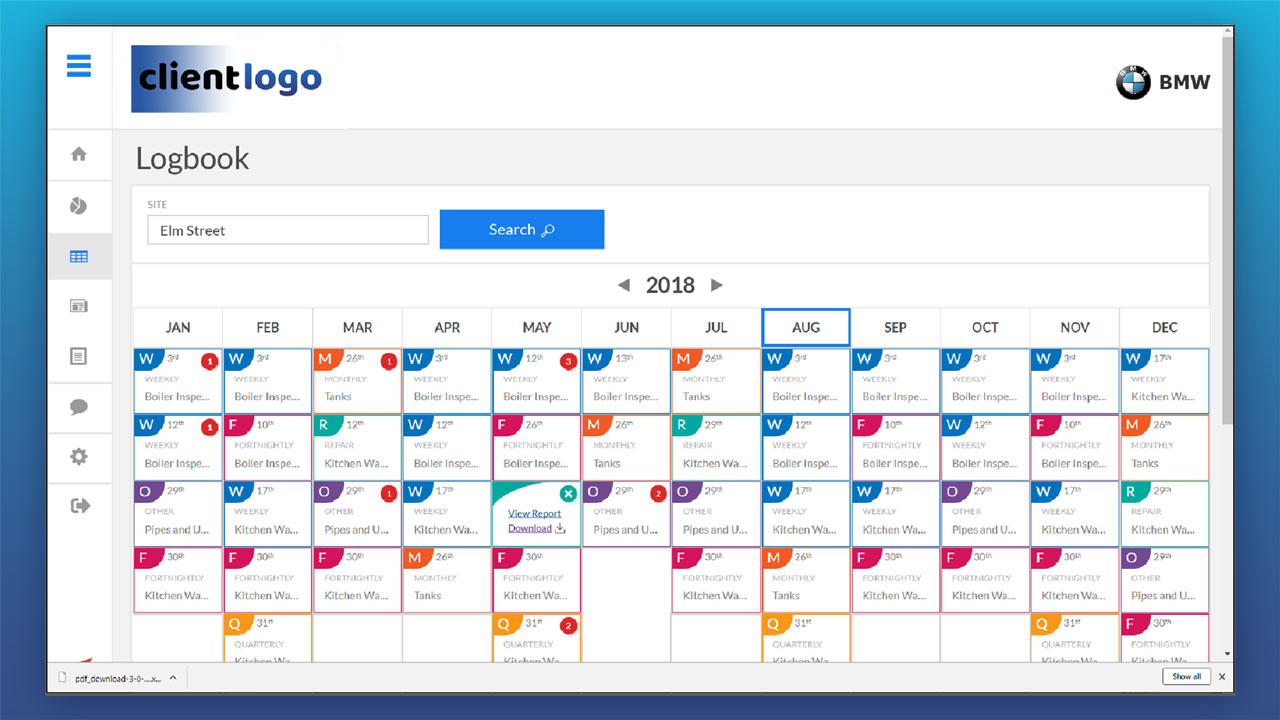 clientlogo
BMW
BMW
Logbook
SITE
Elm Street
Search
2018
JAN FEB MAR APR MAY JUN JUL AUG SEP OCT NOV DEC
W 3rd 1 W 3rd M 26th 1 W 3rd W 12th 3 W 13th M 26th W 3rd W 3rd W 3rd W 3rd W 17th
WEEKLY WEEKLY MONTHLY WEEKLY WEEKLY WEEKLY MONTHLY WEEKLY WEEKLY WEEKLY WEEKLY WEEKLY
Boiler Inspe... Boiler Inspe... Tanks Boiler Inspe... Boiler Inspe... Boiler Inspe... Tanks Boiler Inspe... Boiler Inspe... Boiler Inspe... Boiler Inspe... Kitchen Wa...
W 12th 1 F 10th R 12th W 12th F 26th M 26th R 29th W 12th F 10th W 12th F 10th M 26th
WEEKLY FORTNIGHTLY REPAIR WEEKLY FORTNIGHTLY MONTHLY REPAIR WEEKLY FORTNIGHTLY WEEKLY FORTNIGHTLY MONTHLY
Boiler Inspe... Boiler Inspe... Kitchen Wa... Boiler Inspe... Boiler Inspe... Tanks Kitchen Wa... Boiler Inspe... Boiler Inspe... Boiler Inspe... Boiler Inspe... Tanks
O 29th W 17th O 29th 1 W 17th O 29th 2 O 29th W 17th W 17th O 29th W 17th R 29th
OTHER WEEKLY OTHER WEEKLY View Report OTHER OTHER WEEKLY WEEKLY OTHER WEEKLY REPAIR
Pipes and U... Kitchen Wa... Pipes and U... Kitchen Wa... Download Pipes and U... Pipes and U... Kitchen Wa... Kitchen Wa... Pipes and U... Kitchen Wa... Kitchen Wa...
F 30th F 30th F 30th M 26th F 30th F 30th M 26th F 30th F 30th F 30th O 29th
FORTNIGHTLY FORTNIGHTLY FORTNIGHTLY MONTHLY FORTNIGHTLY FORTNIGHTLY MONTHLY FORTNIGHTLY FORTNIGHTLY FORTNIGHTLY OTHER
Kitchen Wa... Kitchen Wa... Kitchen Wa... Tanks Kitchen Wa... Kitchen Wa... Tanks Kitchen Wa... Kitchen Wa... Kitchen Wa... Pipes and U...
Q 31st Q 31st 2 Q 31st Q 31st F 30th
QUARTERLY QUARTERLY QUARTERLY QUARTERLY FORTNIGHTLY
Kitchen Wa... Kitchen Wa... Kitchen Wa... Kitchen Wa... Kitchen Wa...
pdf_download-3-0-....x... Show all